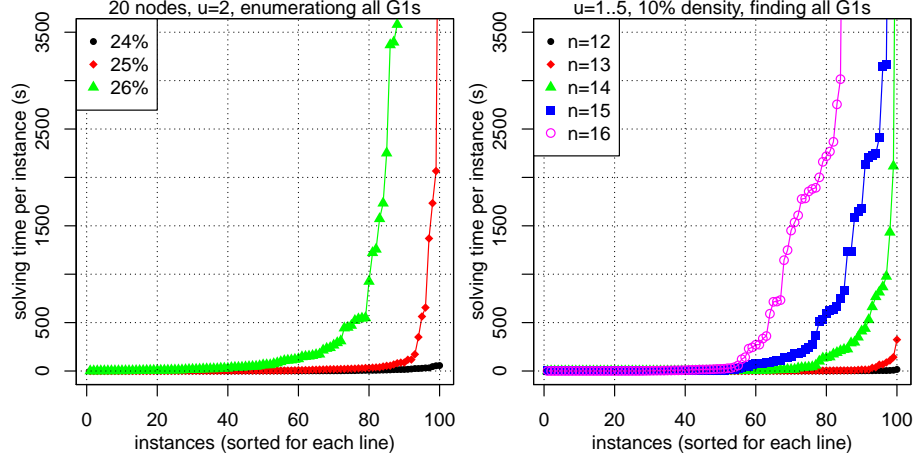 20 nodes, u=2, enumerationg all G1s
24%
25%
26%
solving time per instance (s)
0
500
1500
2500
3500
0
20
40
60
80
100
instances (sorted for each line)
u=1..5, 10% density, finding all G1s
n=12
n=13
n=14
n=15
n=16
solving time per instance (s)
0
500
1500
2500
3500
0
20
40
60
80
100
instances (sorted for each line)